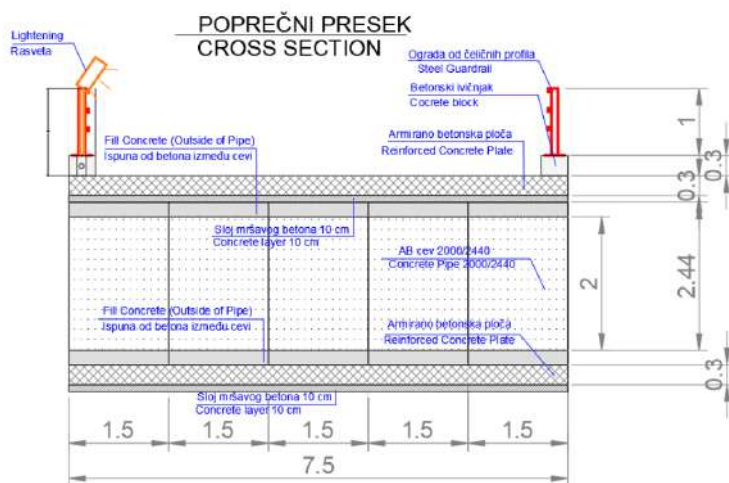 POPREČNI PRESEK
CROSS SECTION
Lightening
Rasveta
Ograda od čeličnih profila
Steel Guardrail
Betonski ivičnjak
Cocrete block
Fill Concrete (Outside of Pipe)
Ispuna od betona između cevi
Armirano betonska ploča
Reinforced Concrete Plate
1
0.3
0.3
Sloj mršavog betona 10 cm
Concrete layer 10 cm
AB cev 2000/2440
Concrete Pipe 2000/2440
2
2.44
Fill Concrete (Outside of Pipe)
Ispuna od betona između cevi
Armirano betonska ploča
Reinforced Concrete Plate
0.3
Sloj mršavog betona 10 cm
Concrete layer 10 cm
1.5 1.5 1.5 1.5 1.5
7.5